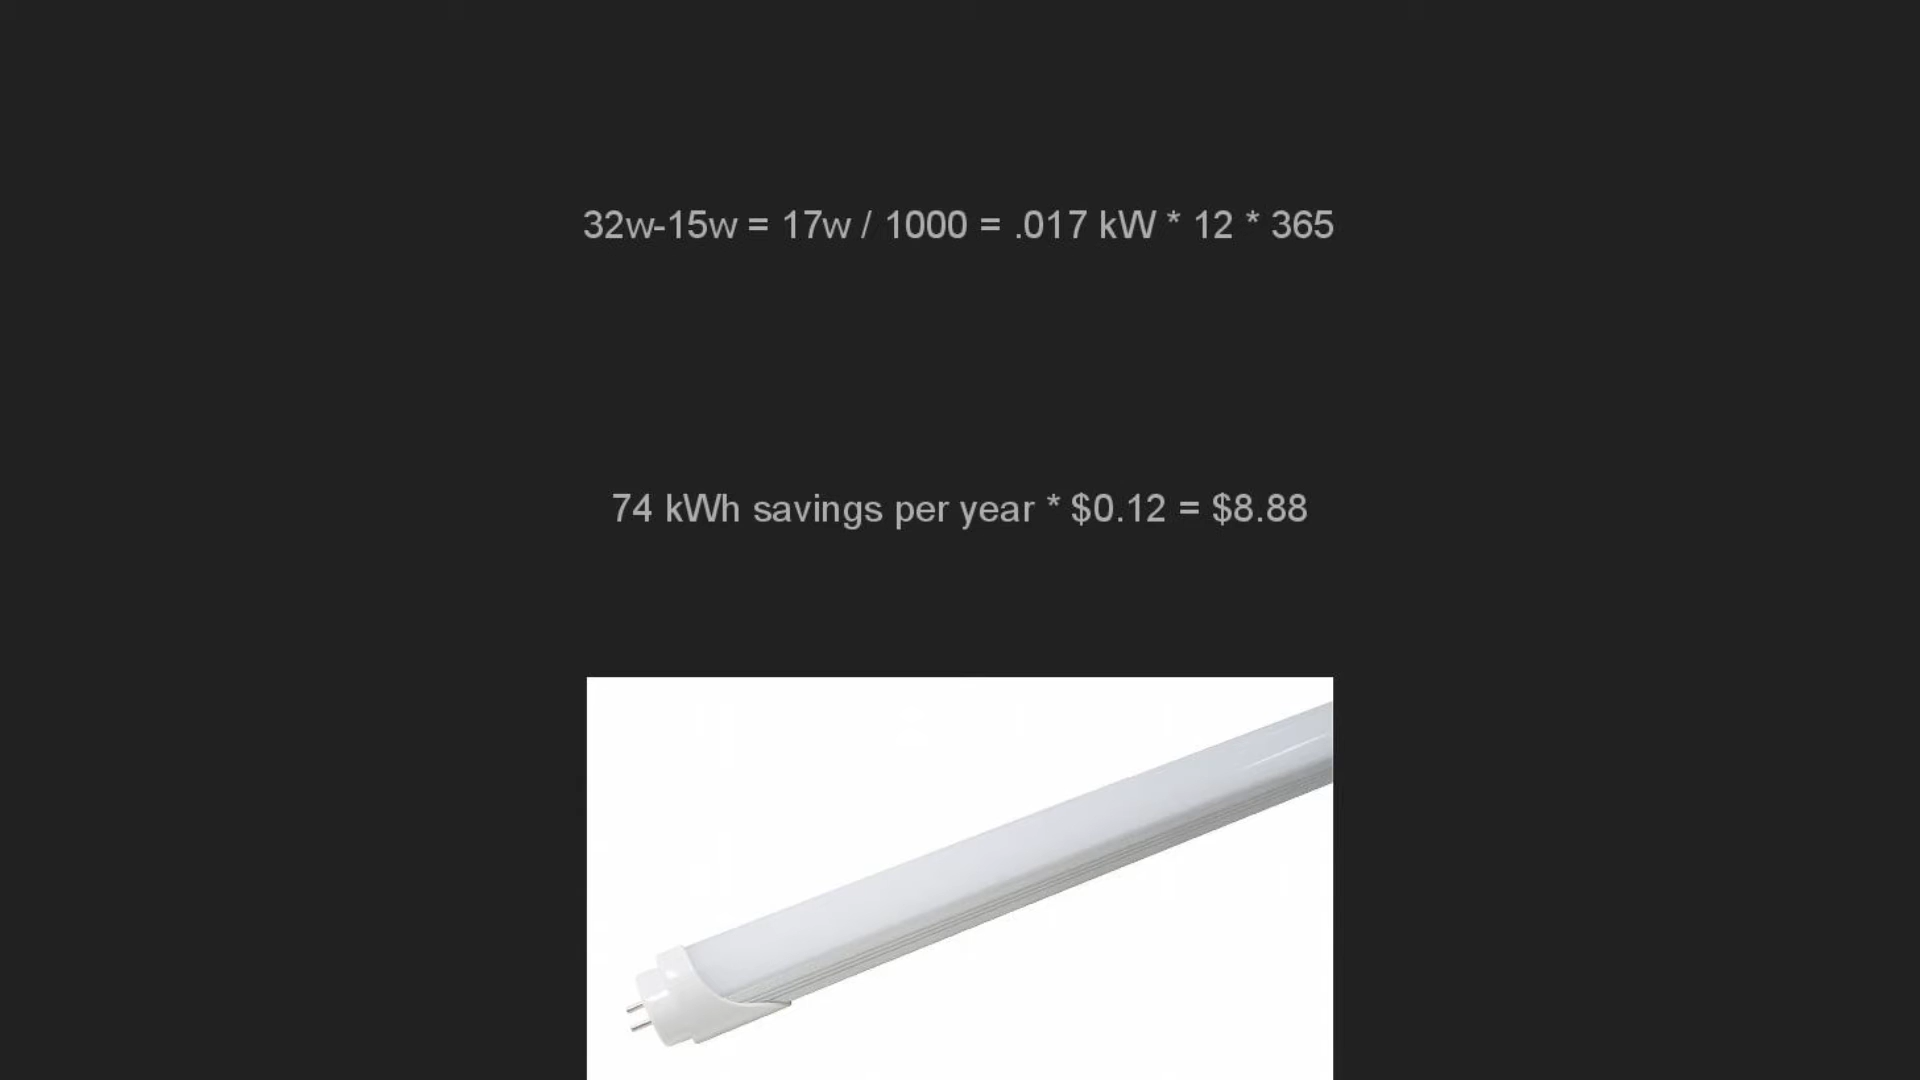 32w-15w = 17w / 1000 = .017 kW * 12 * 365
74 kWh savings per year * $0.12 = $8.88